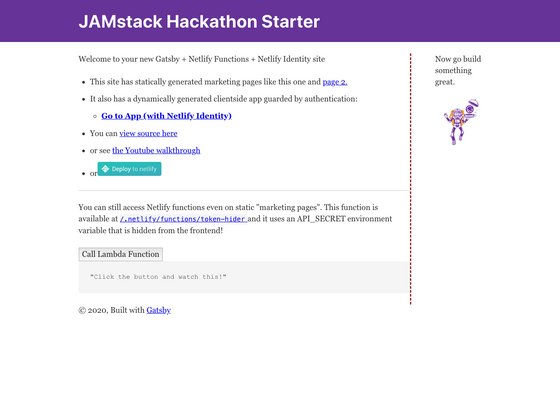 JAMstack Hackathon Starter
Welcome to your new Gatsby + Netlify Functions + Netlify Identity site
This site has statically generated marketing pages like this one and page 2.
It also has a dynamically generated clientside app guarded by authentication:
Go to App (with Netlify Identity)
You can view source here
or see the Youtube walkthrough
or Deploy to netlify
You can still access Netlify functions even on static "marketing pages". This function is
available at /.netlify/functions/token-hider and it uses an API_SECRET environment
variable that is hidden from the frontend!
Call Lambda Function
"Click the button and watch this!"
© 2020, Built with Gatsby
Now go build
something
great.